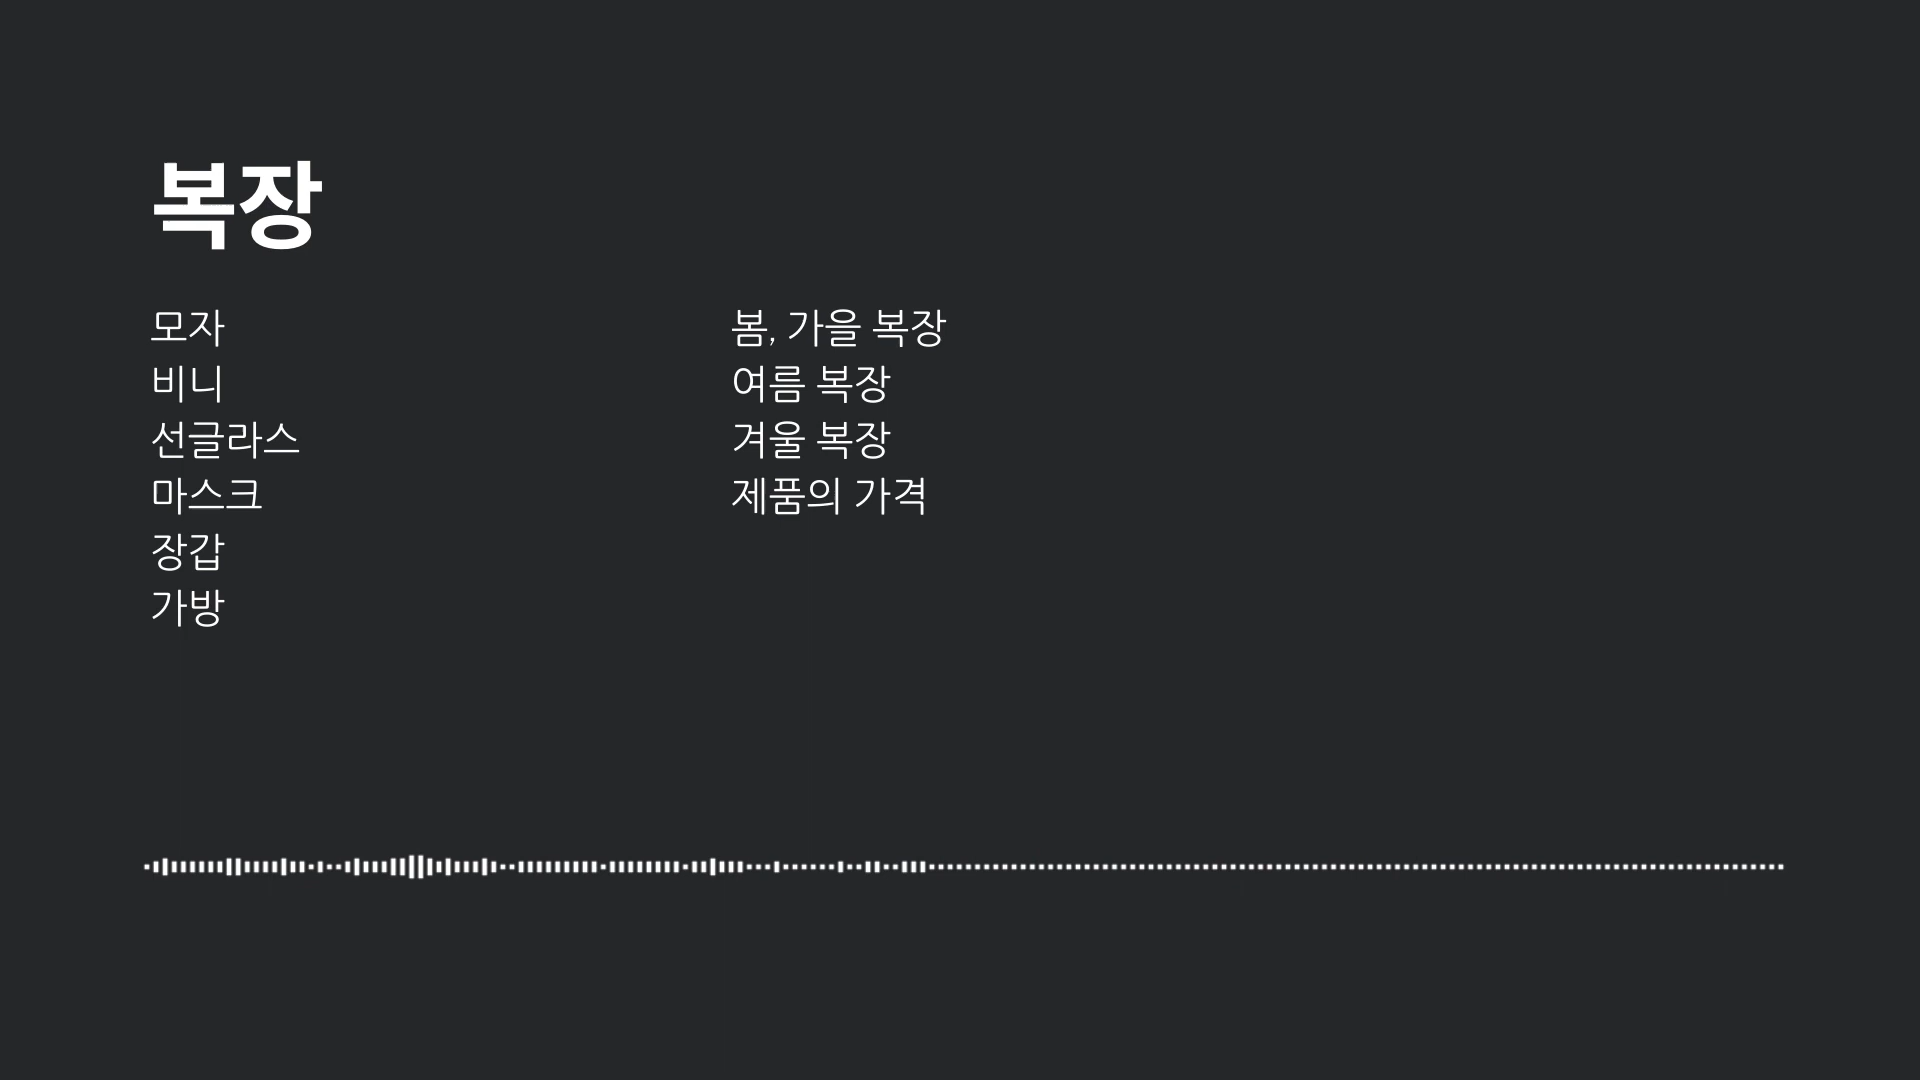 복장
모자
비니
선글라스
마스크
장갑
가방
봄, 가을 복장
여름 복장
겨울 복장
제품의 가격